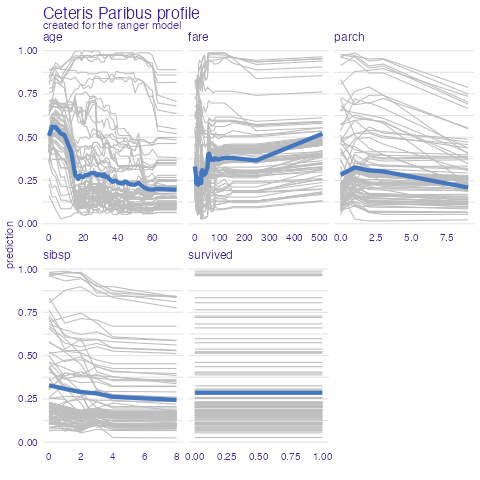 Ceteris Paribus profile
created for the ranger model
age fare parch
1.00
0.75
0.50
0.25
0.00
0 20 40 60 0 100 200 300 400 500 0.0 2.5 5.0 7.5
prediction
sibsp survived
1.00
0.75
0.50
0.25
0.00
0 2 4 6 8 0.00 0.25 0.50 0.75 1.00